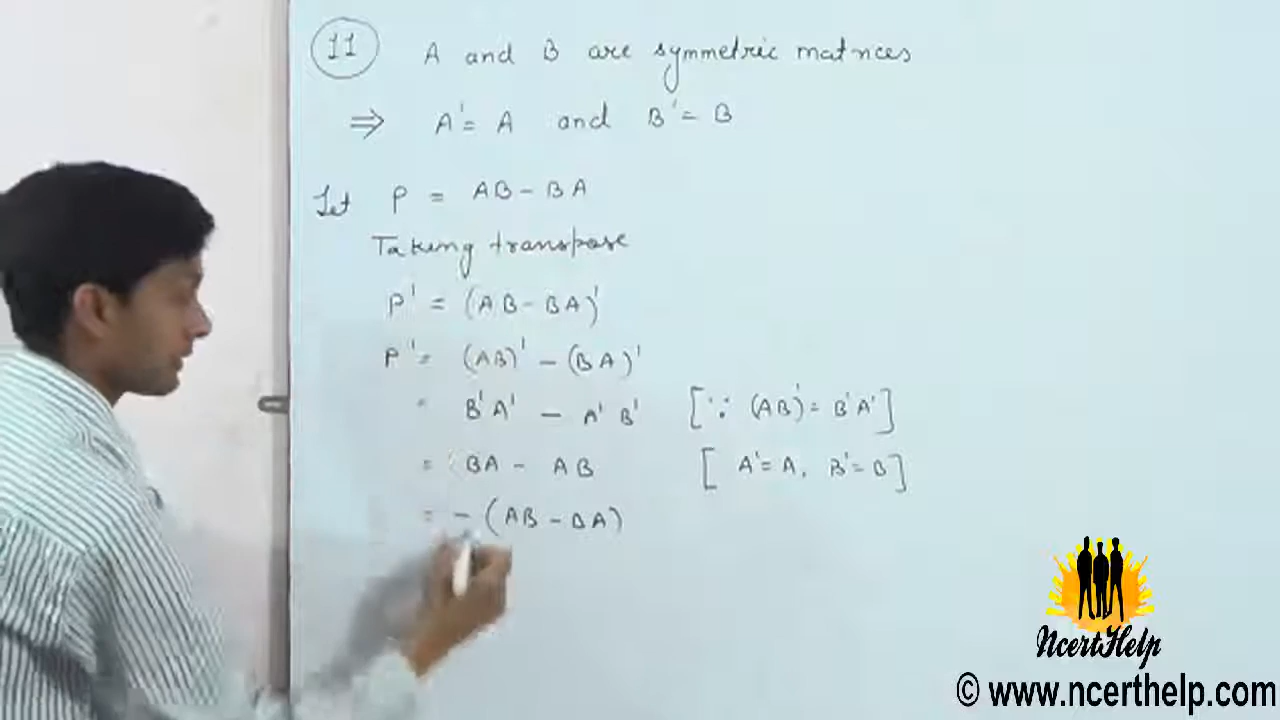 11 A and B are symmetric matrices
⇒ A' = A and B' = B
Let P = AB - BA
Taking transpose
P' = (AB - BA)'
P' = (AB)' - (BA)'
= B'A' - A'B' [∵ (AB)' = B'A']
= BA - AB [A' = A, B' = B]
= - (AB - BA)
NcertHelp
© www.ncerthelp.com